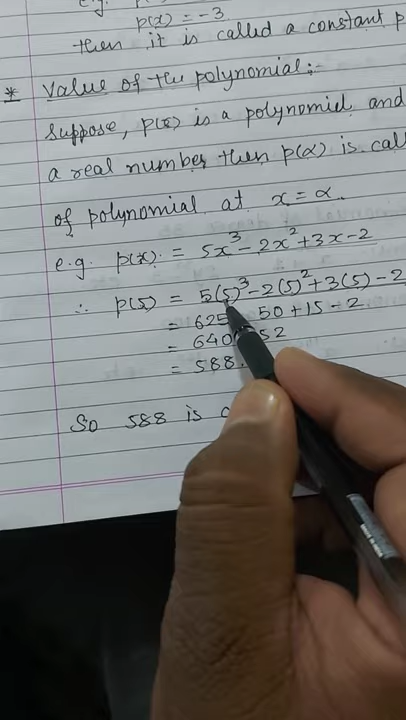 p(x) = -3
then it is called a constant p
* Value of the polynomial:-
Suppose, p(x) is a polynomial and
a real number then p(α) is call
of polynomial at x = α.
e.g. p(x) = 5x³ - 2x² + 3x - 2
∴ p(5) = 5(5)³ - 2(5)² + 3(5) - 2
= 625 50 + 15 - 2
= 640 52
= 588.
So 588 is